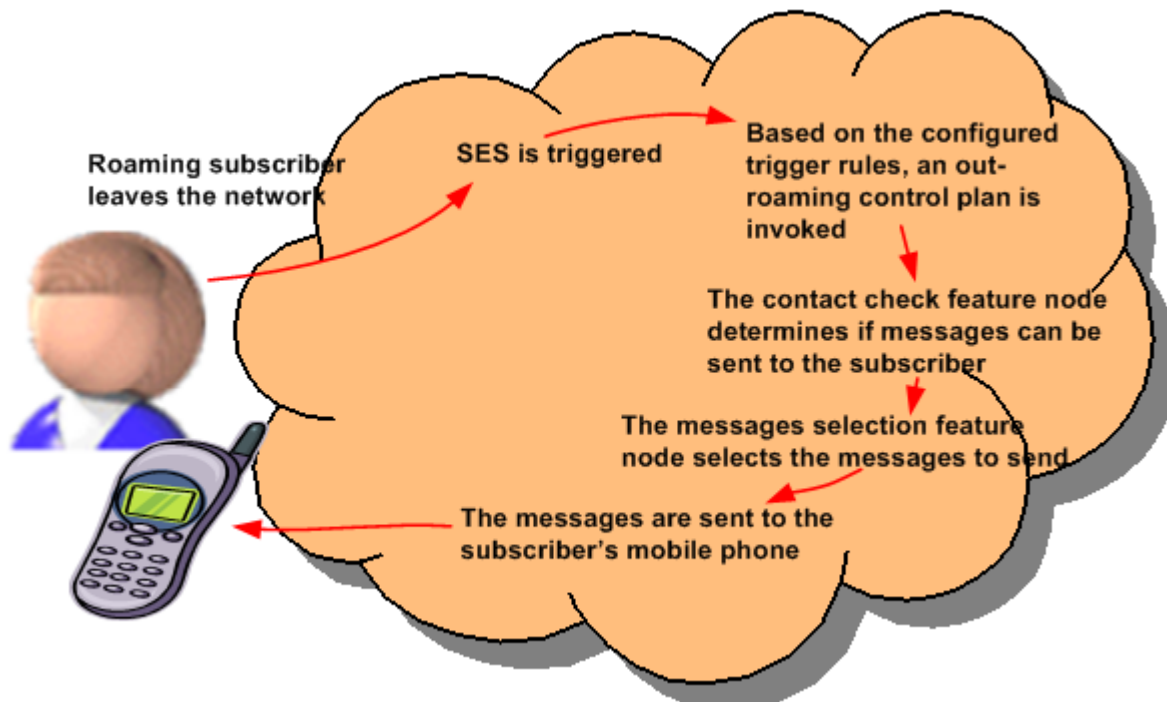 Roaming subscriber
leaves the network
SES is triggered
Based on the configured
trigger rules, an out-
roaming control plan is
invoked
The contact check feature node
determines if messages can be
sent to the subscriber
The messages selection feature
node selects the messages to send
The messages are sent to the
subscriber’s mobile phone